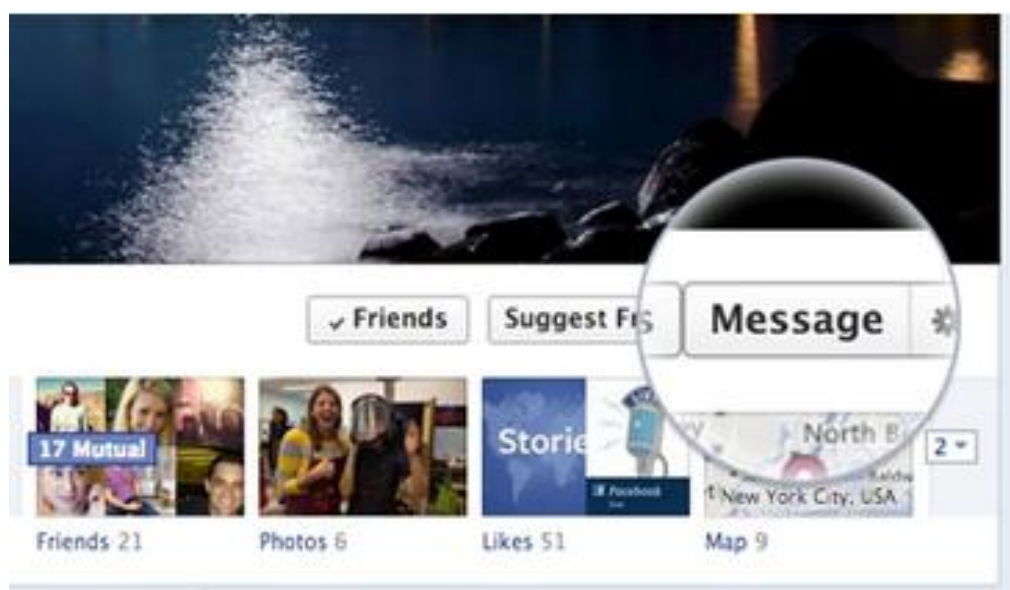 Friends
Suggest Fr s
Message
17 Mutual
Storie
North B
2
Facebook
New York City, USA
Friends 21
Photos 6
Likes 51
Map 9